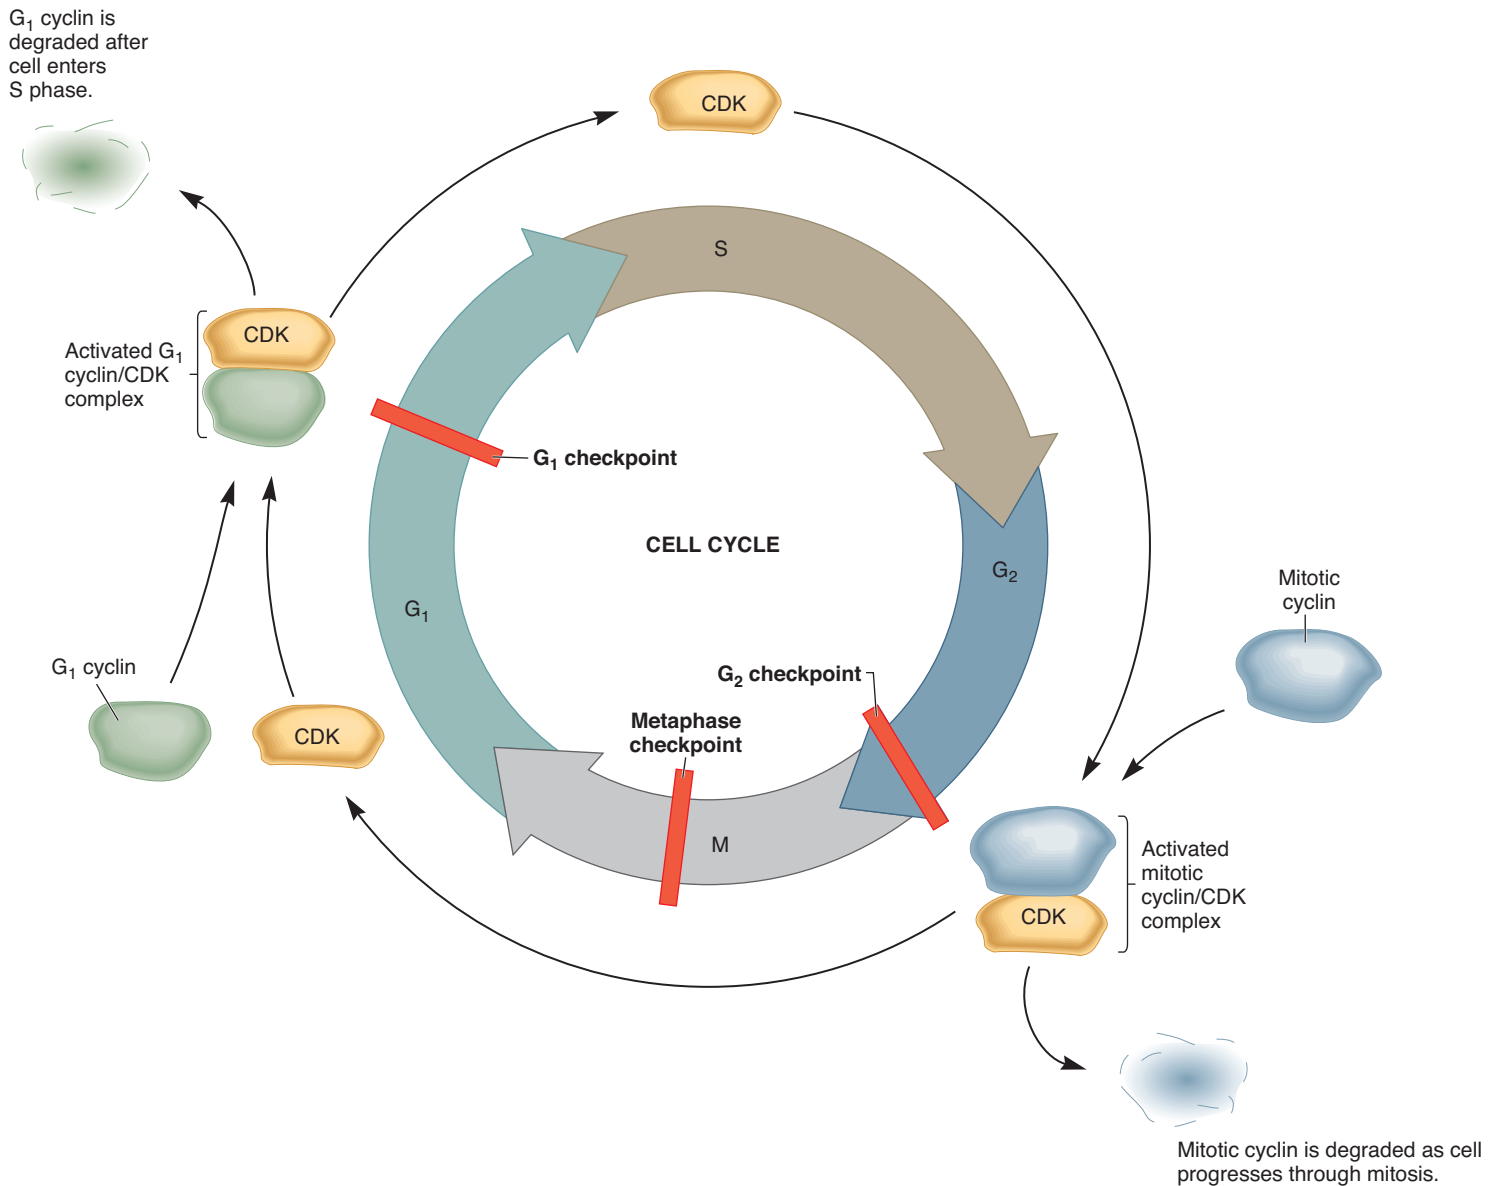 G₁ cyclin is
degraded after
cell enters
S phase.
CDK
S
CDK
Activated G₁
cyclin/CDK
complex
G₁ checkpoint
CELL CYCLE
G₂
Mitotic
cyclin
G₁
G₁ cyclin
G₂ checkpoint
Metaphase
checkpoint
CDK
M
Activated
mitotic
cyclin/CDK
complex
CDK
Mitotic cyclin is degraded as cell
progresses through mitosis.